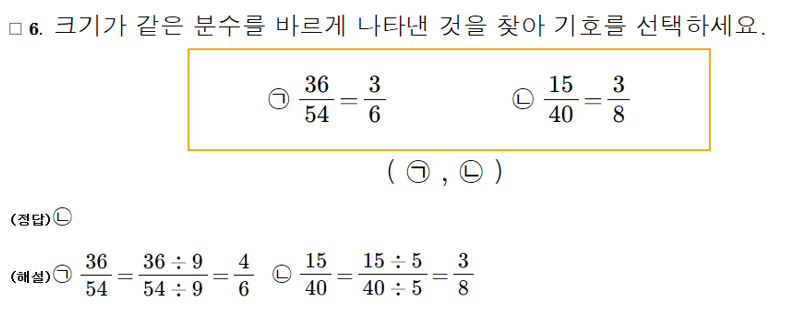 □ 6. 크기가 같은 분수를 바르게 나타낸 것을 찾아 기호를 선택하세요.
㉠ 36/54 = 3/6 ㉡ 15/40 = 3/8
( ㉠ , ㉡ )
(정답)㉡
(해설)㉠ 36/54 = 36÷9/54÷9 = 4/6 ㉡ 15/40 = 15÷5/40÷5 = 3/8